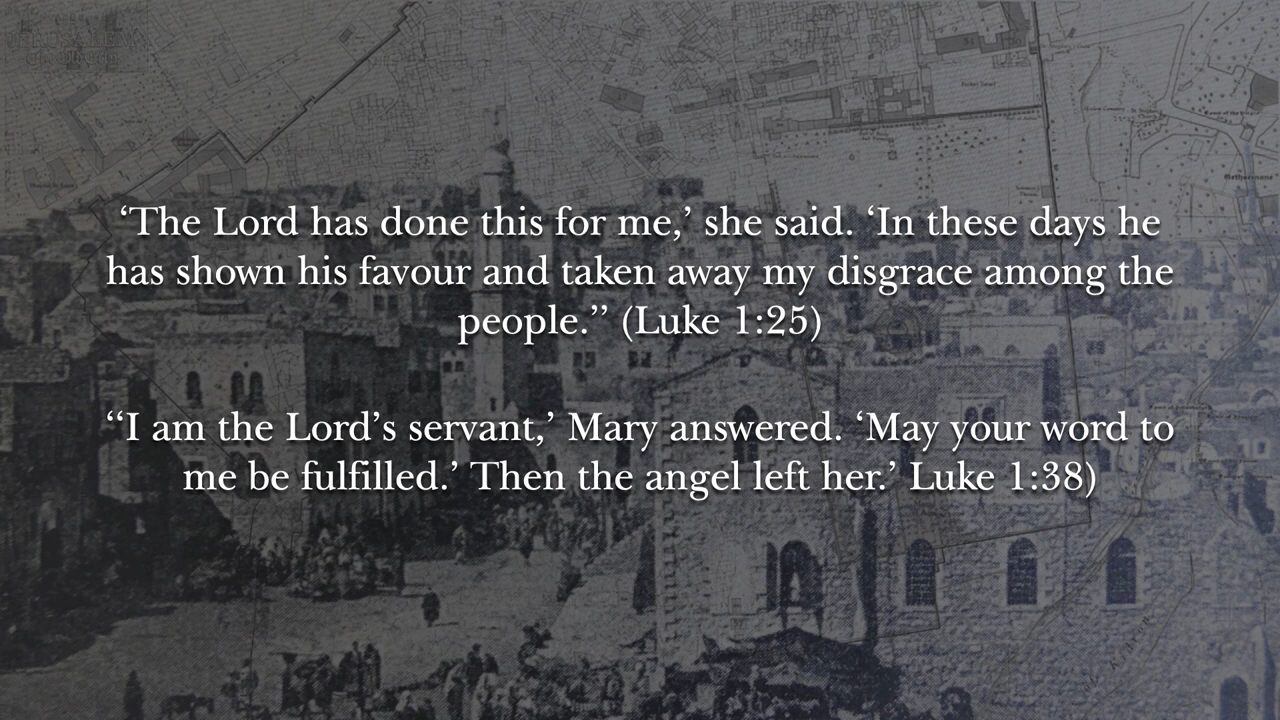 JERUSALEM
‘The Lord has done this for me,’ she said. ‘In these days he
has shown his favour and taken away my disgrace among the
people.’’ (Luke 1:25)
‘‘I am the Lord’s servant,’ Mary answered. ‘May your word to
me be fulfilled.’ Then the angel left her.’ Luke 1:38)